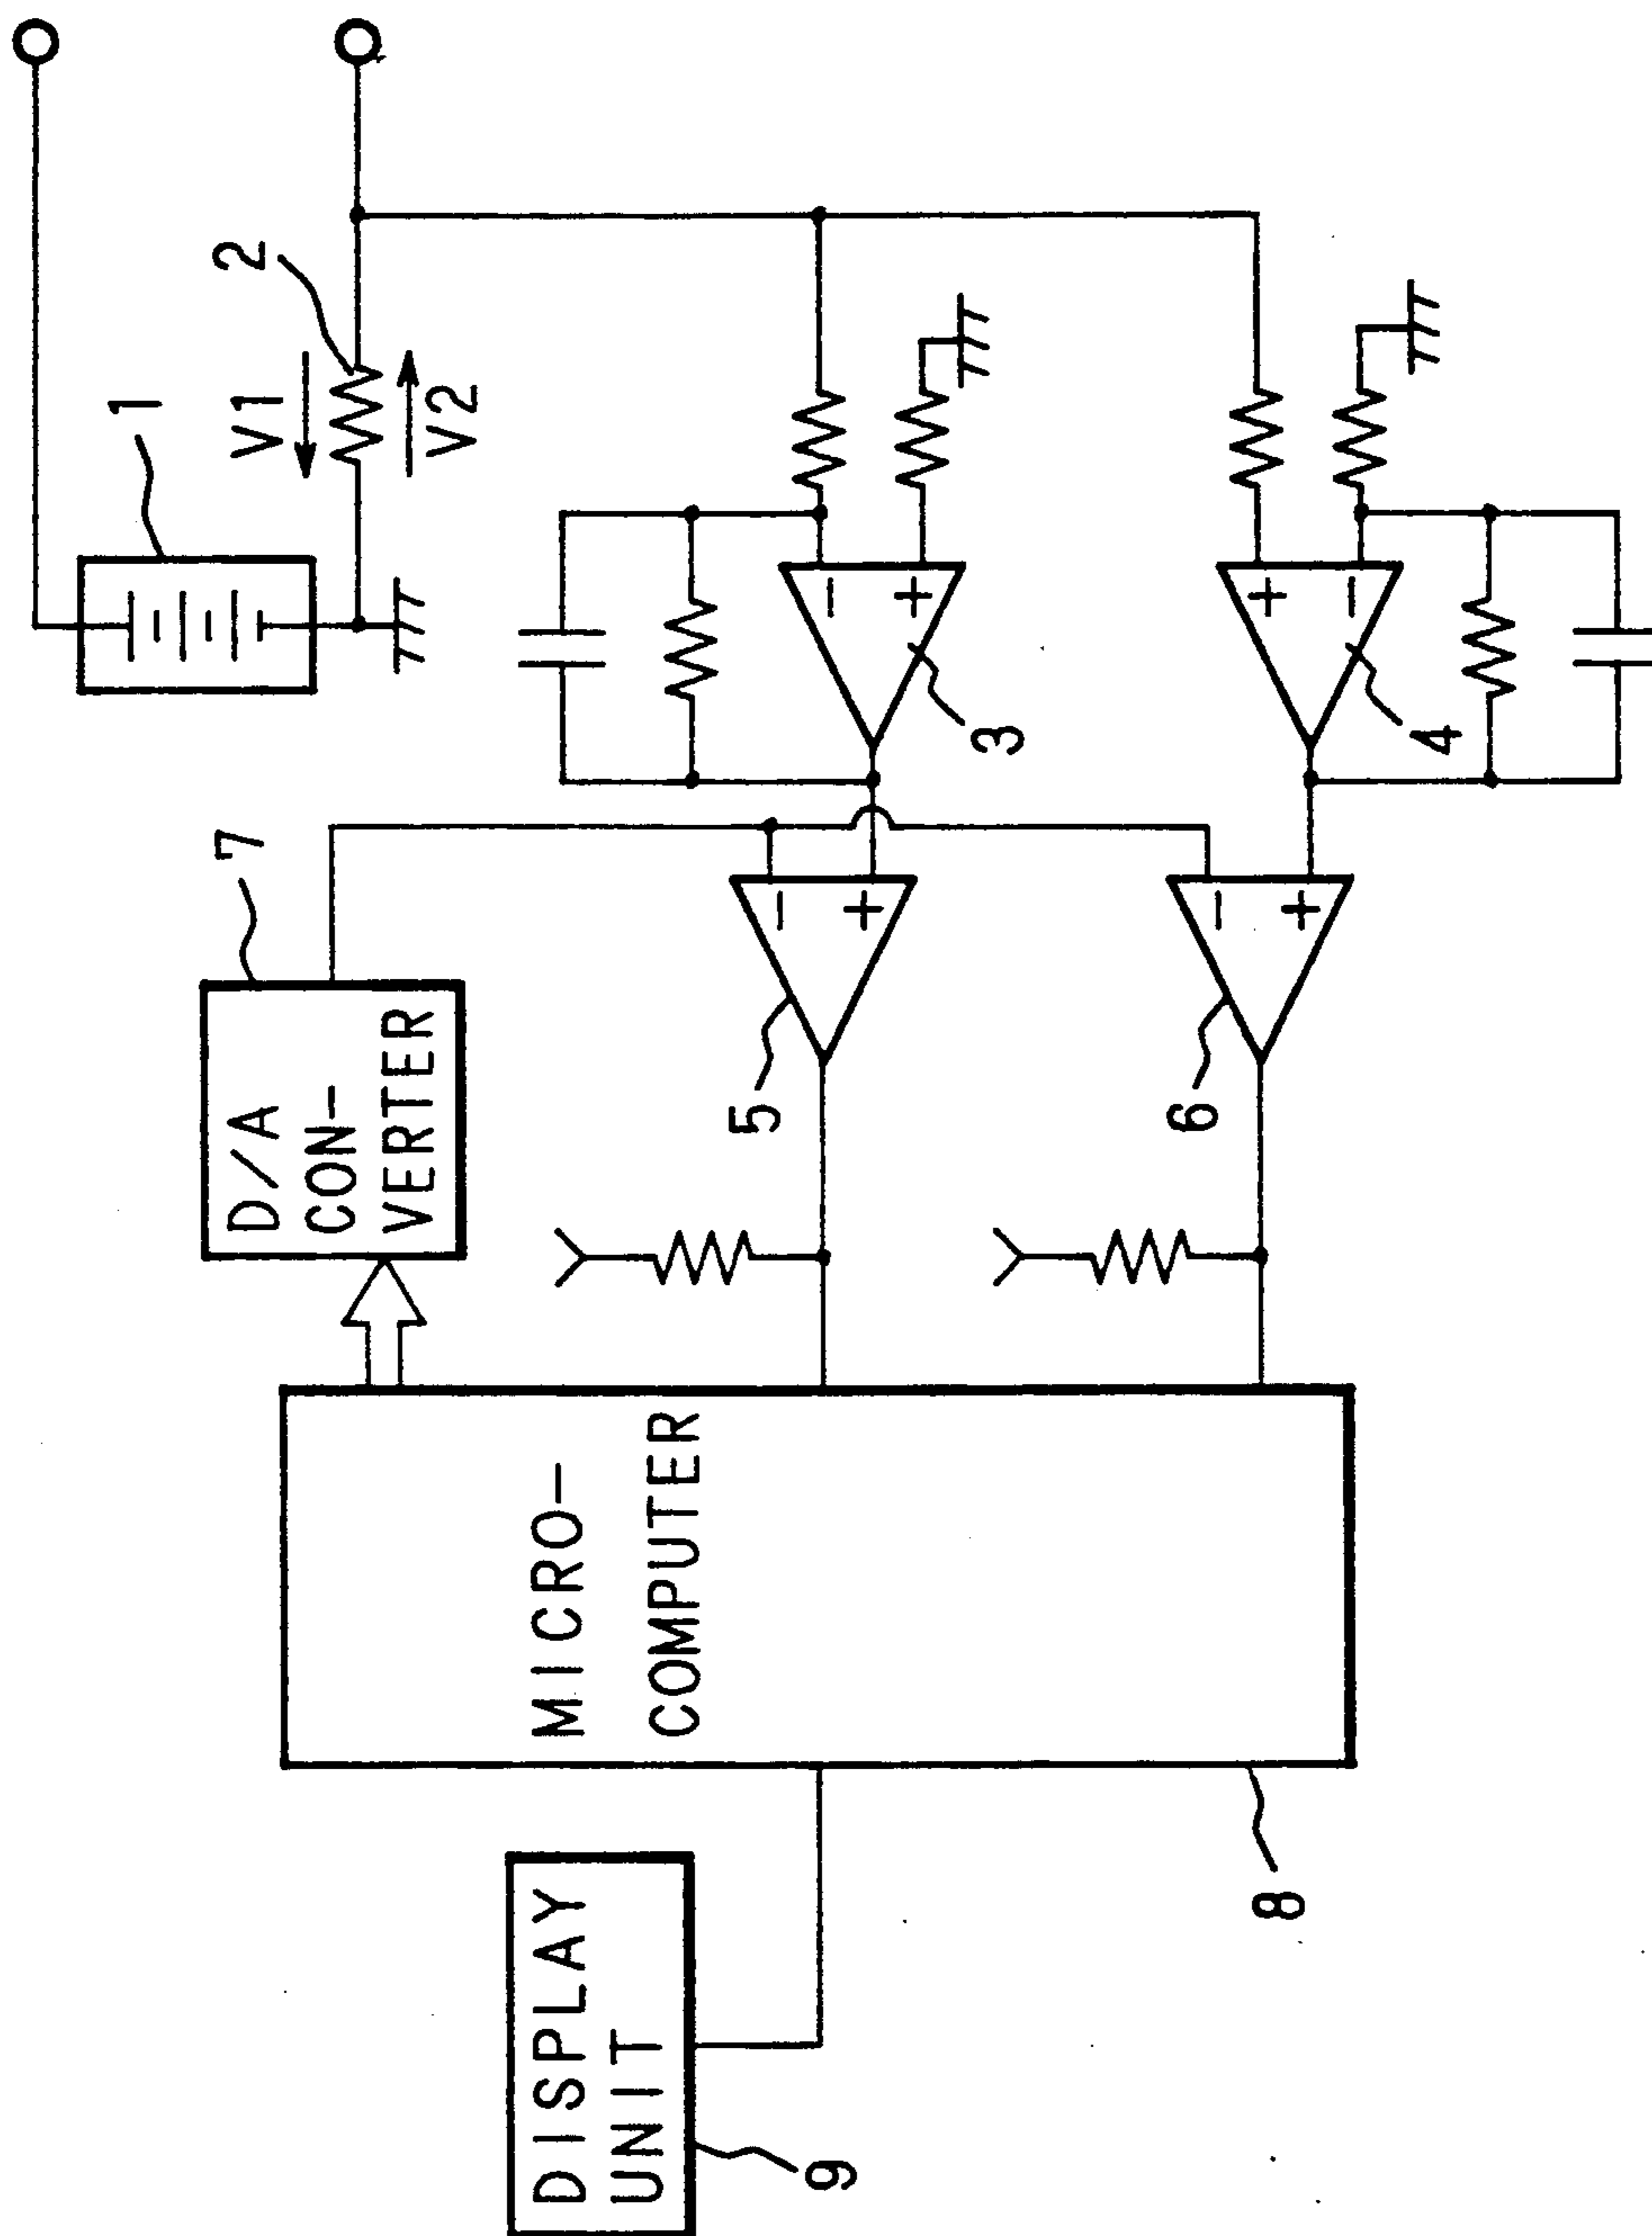 DISPLAY
UNIT
9
MICRO-
COMPUTER
8
D/A
CON-
VERTER
7
5
6
-
+
-
+
3
4
-
+
+
-
1
2
V1
V2